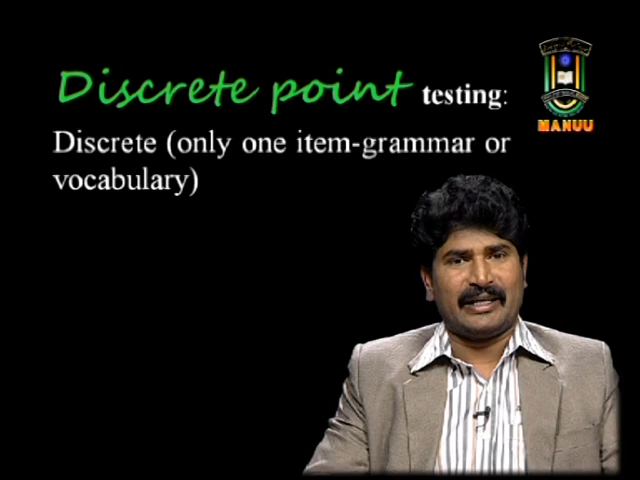 Discrete point testing:
Discrete (only one item-grammar or
vocabulary)
MANUU